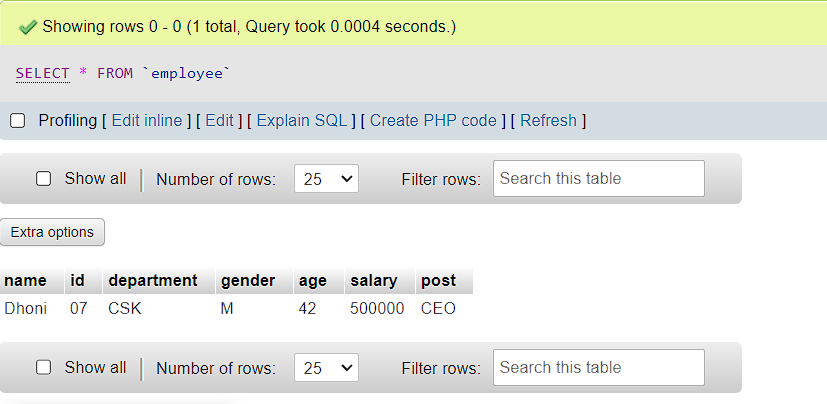 Showing rows 0 - 0 (1 total, Query took 0.0004 seconds.)
SELECT * FROM `employee`
Profiling [ Edit inline ] [ Edit ] [ Explain SQL ] [ Create PHP code ] [ Refresh ]
Show all Number of rows: 25 Filter rows: Search this table
Extra options
name id department gender age salary post
Dhoni 07 CSK M 42 500000 CEO
Show all Number of rows: 25 Filter rows: Search this table